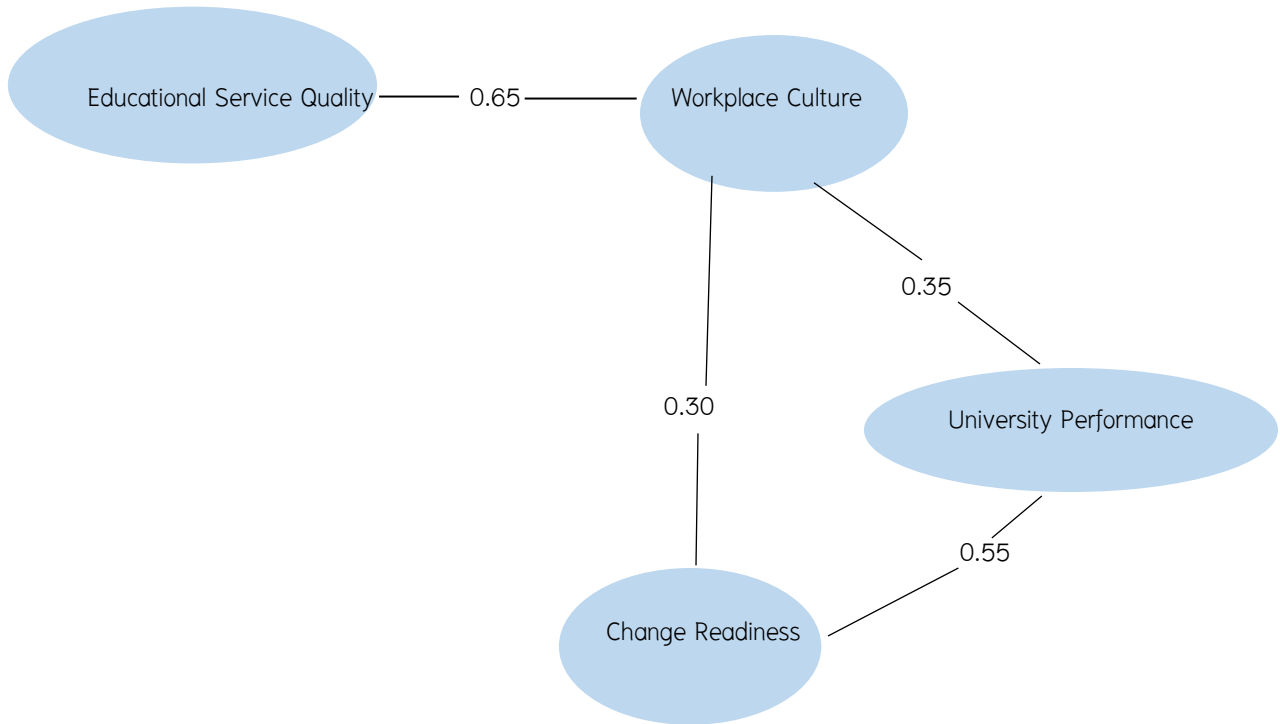 Educational Service Quality
0.65
Workplace Culture
0.35
0.30
University Performance
0.55
Change Readiness